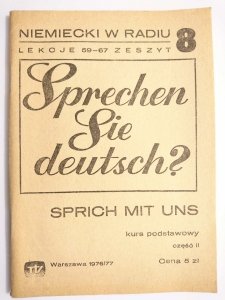 NIEMIECKI W RADIU
LEKCJE 59-67 ZESZYT 8
Sprechen
Sie
deutsch?
SPRICH MIT UNS
kurs podstawowy
część II
Warszawa 1976/77
Cena 6 zł